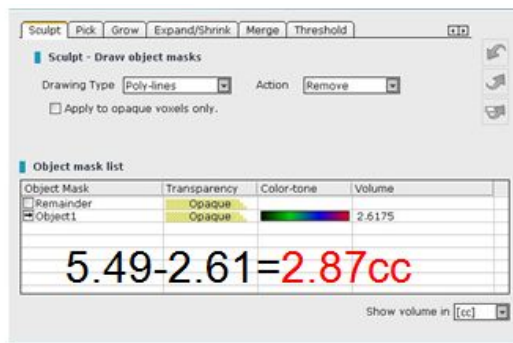 Sculpt Pick Grow Expand/Shrink Merge Threshold
Sculpt - Draw object masks
Drawing Type Poly-lines Action Remove
Apply to opaque voxels only.
Object mask list
Object Mask Transparency Color-tone Volume
Remainder Opaque
Object1 Opaque 2.6175
5.49-2.61=2.87cc
Show volume in [cc]